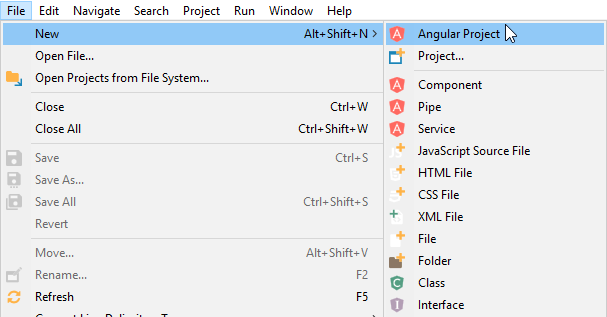 File Edit Navigate Search Project Run Window Help
New Alt+Shift+N
Open File...
Open Projects from File System...
Close Ctrl+W
Close All Ctrl+Shift+W
Save Ctrl+S
Save As...
Save All Ctrl+Shift+S
Revert
Move... Alt+Shift+V
Rename... F2
Refresh F5
Angular Project
Project...
Component
Pipe
Service
JavaScript Source File
HTML File
CSS File
XML File
File
Folder
Class
Interface